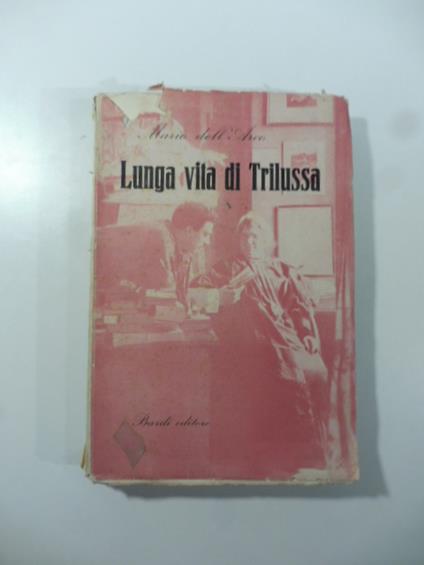 Mario dell'Arco
Lunga vita di Trilussa
Bardi editore